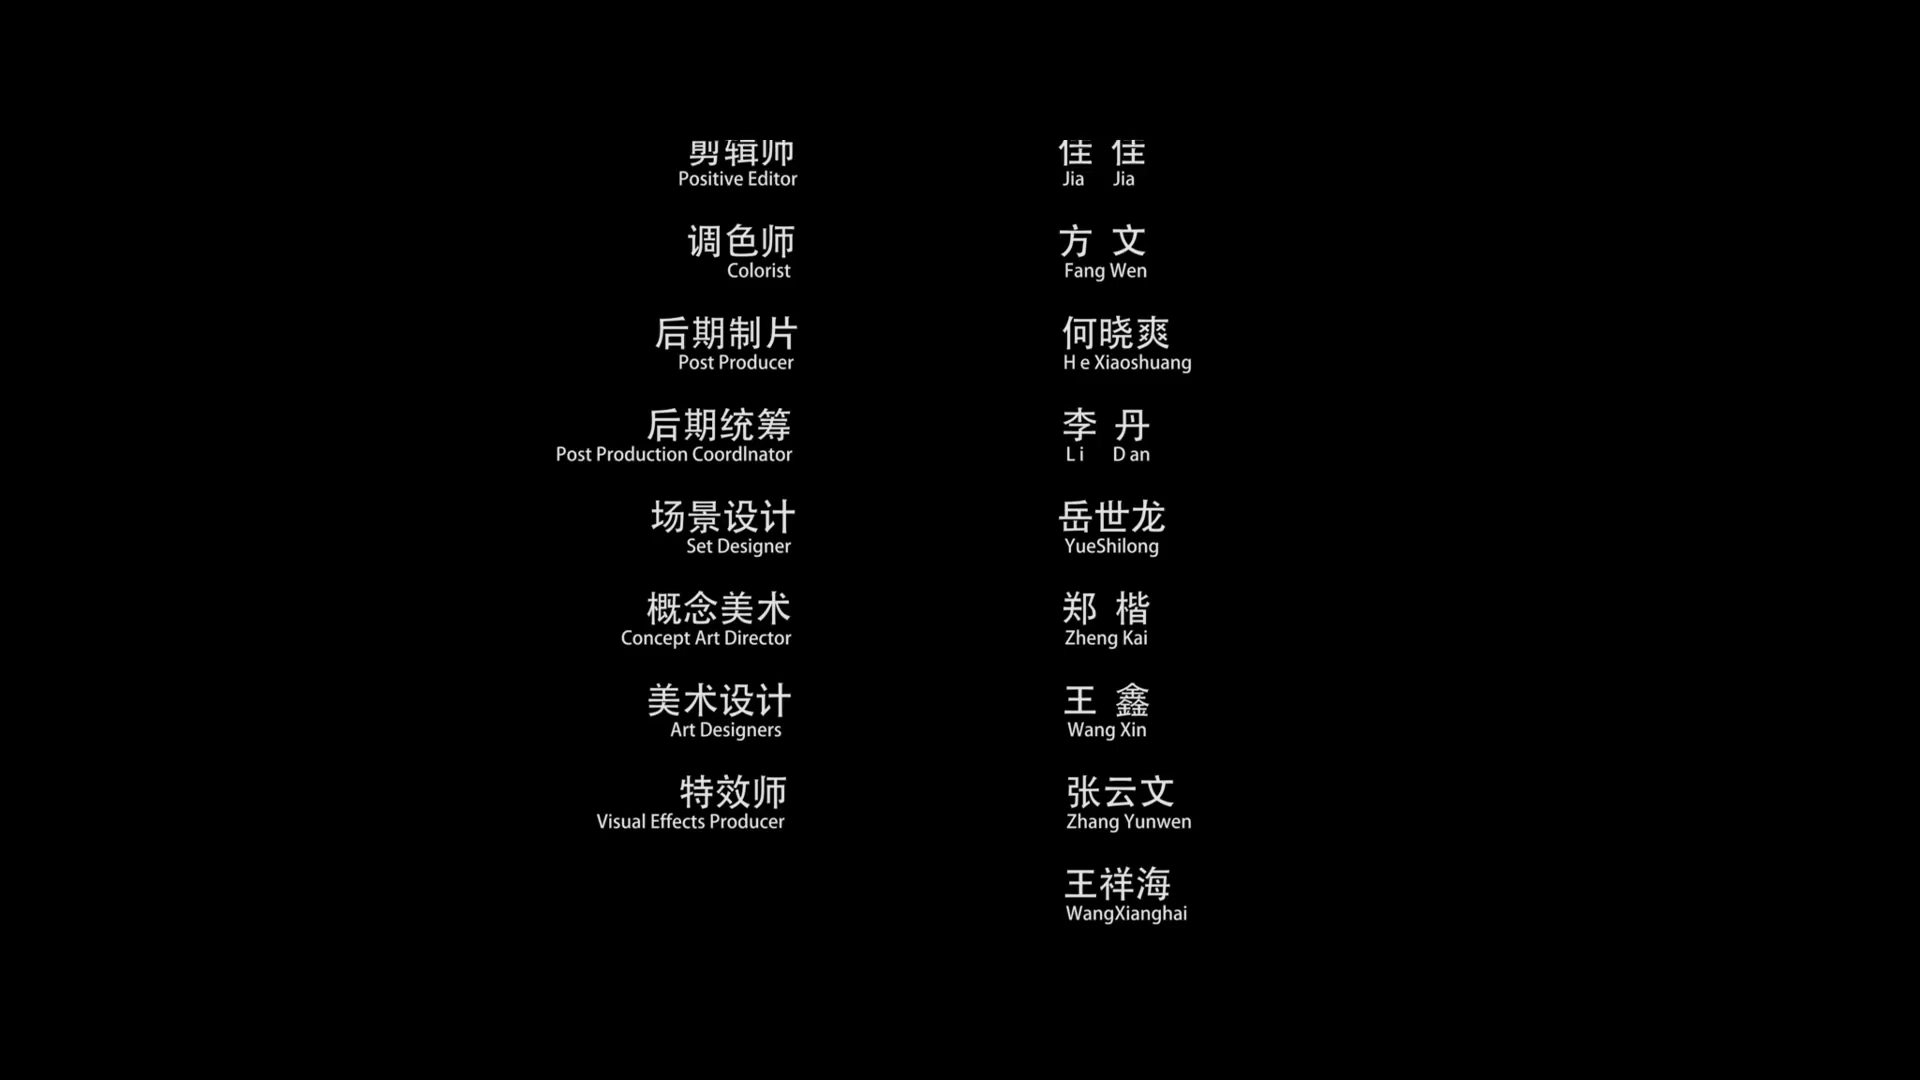 剪辑师 佳 佳
Positive Editor Jia Jia
调色师 方 文
Colorist Fang Wen
后期制片 何晓爽
Post Producer H e Xiaoshuang
后期统筹 李 丹
Post Production Coordlnator L i D an
场景设计 岳世龙
Set Designer YueShilong
概念美术 郑 楷
Concept Art Director Zheng Kai
美术设计 王 鑫
Art Designers Wang Xin
特效师 张云文
Visual Effects Producer Zhang Yunwen
王祥海
WangXianghai